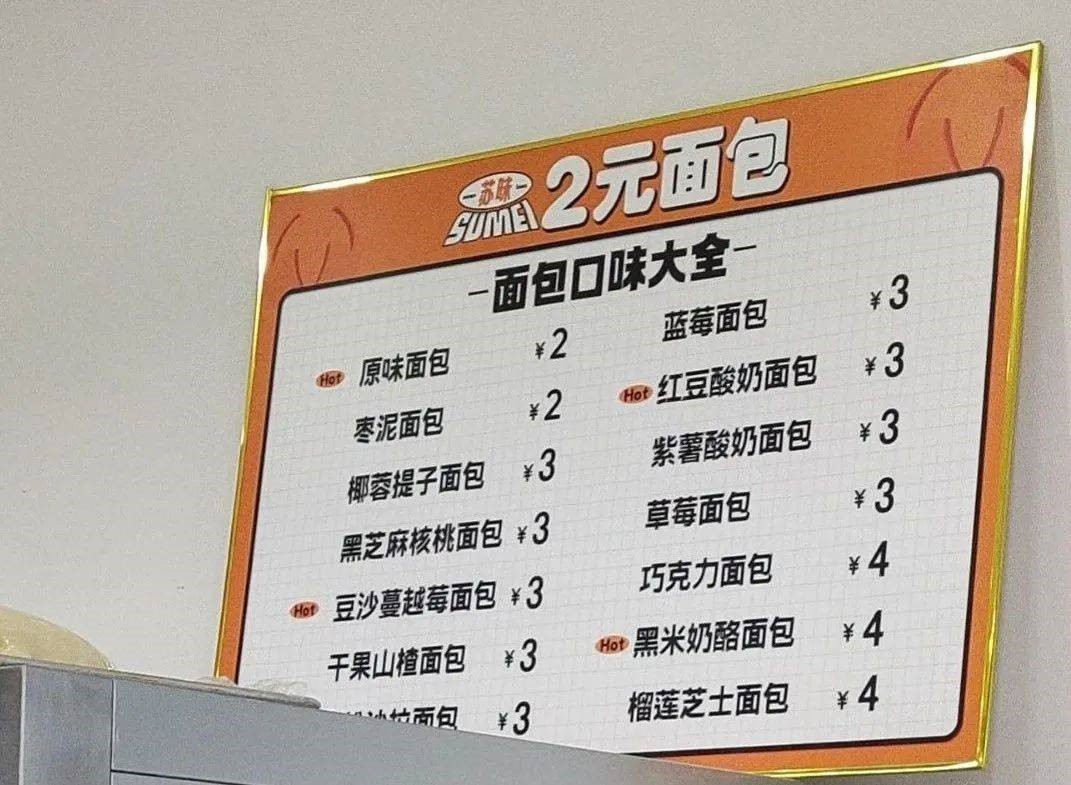 苏味
SUMEI
2元面包
面包口味大全
Hot 原味面包 ¥2
枣泥面包 ¥2
椰蓉提子面包 ¥3
黑芝麻核桃面包 ¥3
Hot 豆沙蔓越莓面包 ¥3
干果山楂面包 ¥3
沙拉面包 ¥3
蓝莓面包 ¥3
Hot 红豆酸奶面包 ¥3
紫薯酸奶面包 ¥3
草莓面包 ¥3
巧克力面包 ¥4
Hot 黑米奶酪面包 ¥4
榴莲芝士面包 ¥4